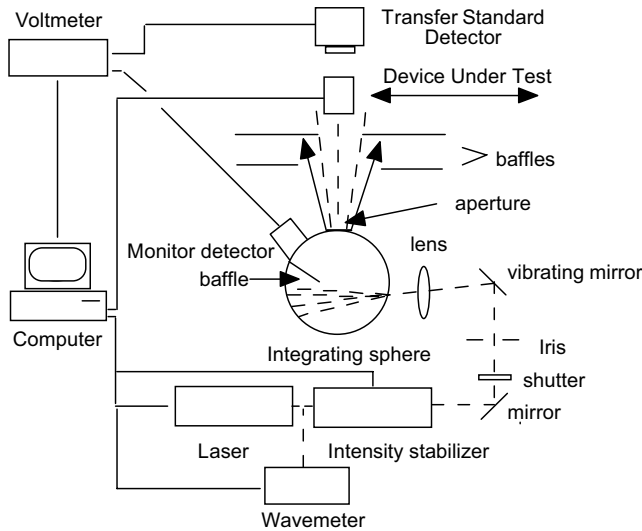 Voltmeter
Transfer Standard
Detector
Device Under Test
baffles
aperture
Monitor detector
baffle
lens
vibrating mirror
Computer
Integrating sphere
Iris
shutter
mirror
Laser
Intensity stabilizer
Wavemeter